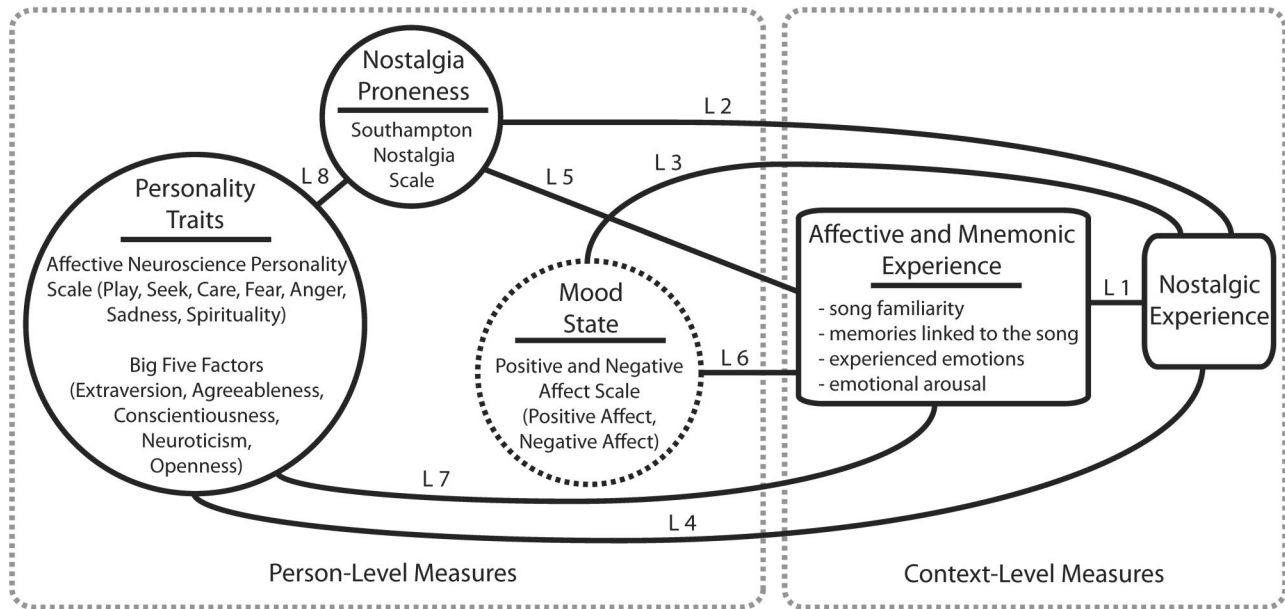 Nostalgia
Proneness
Southampton
Nostalgia
Scale
L 2
L 3
L 5
L 8
Personality
Traits
Affective Neuroscience Personality
Scale (Play, Seek, Care, Fear, Anger,
Sadness, Spirituality)
Big Five Factors
(Extraversion, Agreeableness,
Conscientiousness,
Neuroticism,
Openness)
Mood
State
Positive and Negative
Affect Scale
(Positive Affect,
Negative Affect)
L 6
Affective and Mnemonic
Experience
- song familiarity
- memories linked to the song
- experienced emotions
- emotional arousal
L 1
Nostalgic
Experience
L 7
L 4
Person-Level Measures
Context-Level Measures